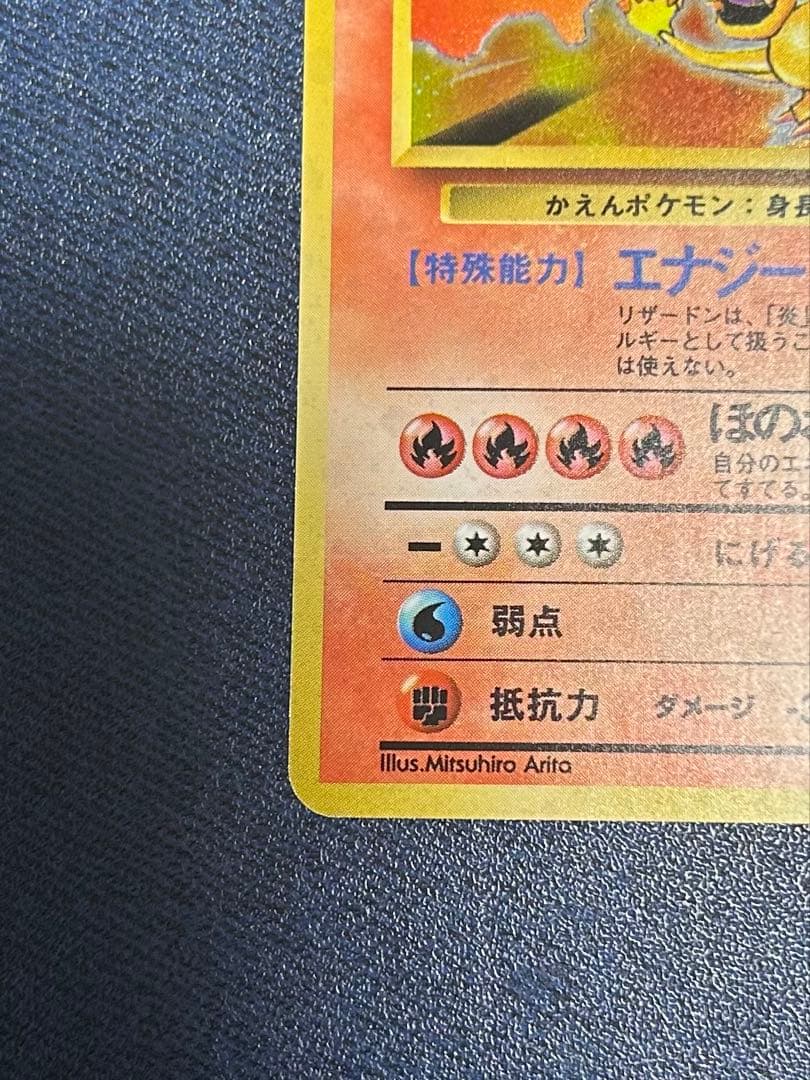 かえんポケモン：身長
【特殊能力】 エナジー
リザードンは、「炎」
ルギーとして扱うこ
は使えない。
ほのお
自分のエ
てすてる。
ー
にげる
弱点
抵抗力 ダメージ -
Illus.Mitsuhiro Arita